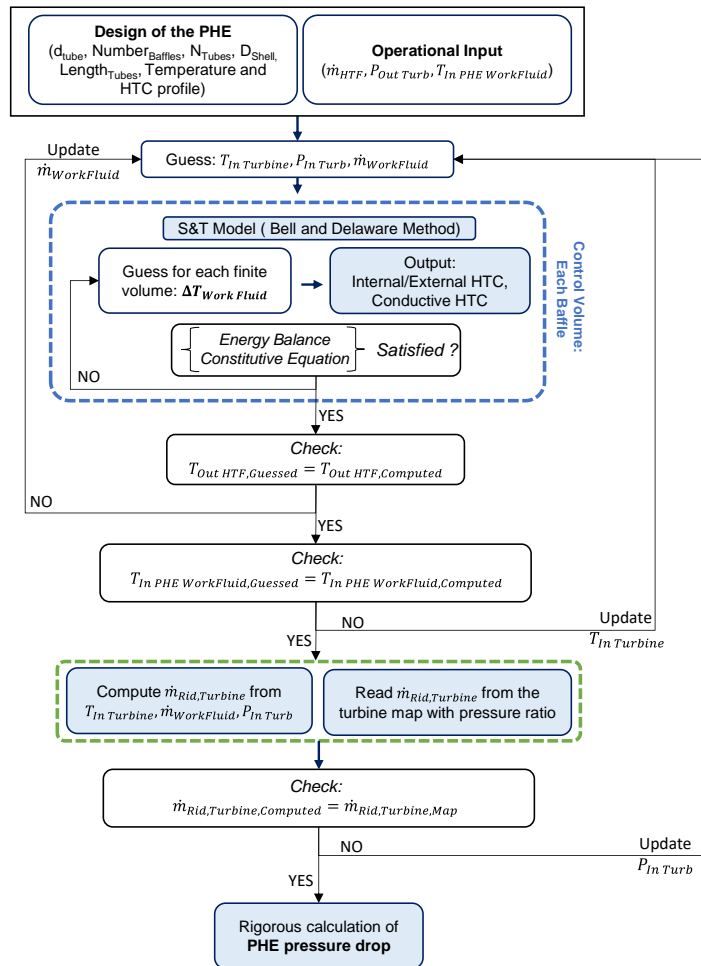 Design of the PHE
(d_tube, Number_Baffles, N_Tubes, D_Shell,
Length_Tubes, Temperature and
HTC profile)
Operational Input
(ṁ_HTF, P_Out Turb, T_In PHE WorkFluid)
Update
ṁ_WorkFluid
Guess: T_In Turbine, P_In Turb, ṁ_WorkFluid
S&T Model ( Bell and Delaware Method)
Guess for each finite
volume: ΔT_Work Fluid
Output:
Internal/External HTC,
Conductive HTC
Control Volume:
Each Baffle
Energy Balance
Constitutive Equation
Satisfied ?
NO
YES
Check:
T_Out HTF,Guessed = T_Out HTF,Computed
NO
YES
Check:
T_In PHE WorkFluid,Guessed = T_In PHE WorkFluid,Computed
NO
Update
T_In Turbine
YES
Compute ṁ_Rid,Turbine from
T_In Turbine, ṁ_WorkFluid, P_In Turb
Read ṁ_Rid,Turbine from the
turbine map with pressure ratio
Check:
ṁ_Rid,Turbine,Computed = ṁ_Rid,Turbine,Map
NO
Update
P_In Turb
YES
Rigorous calculation of
PHE pressure drop